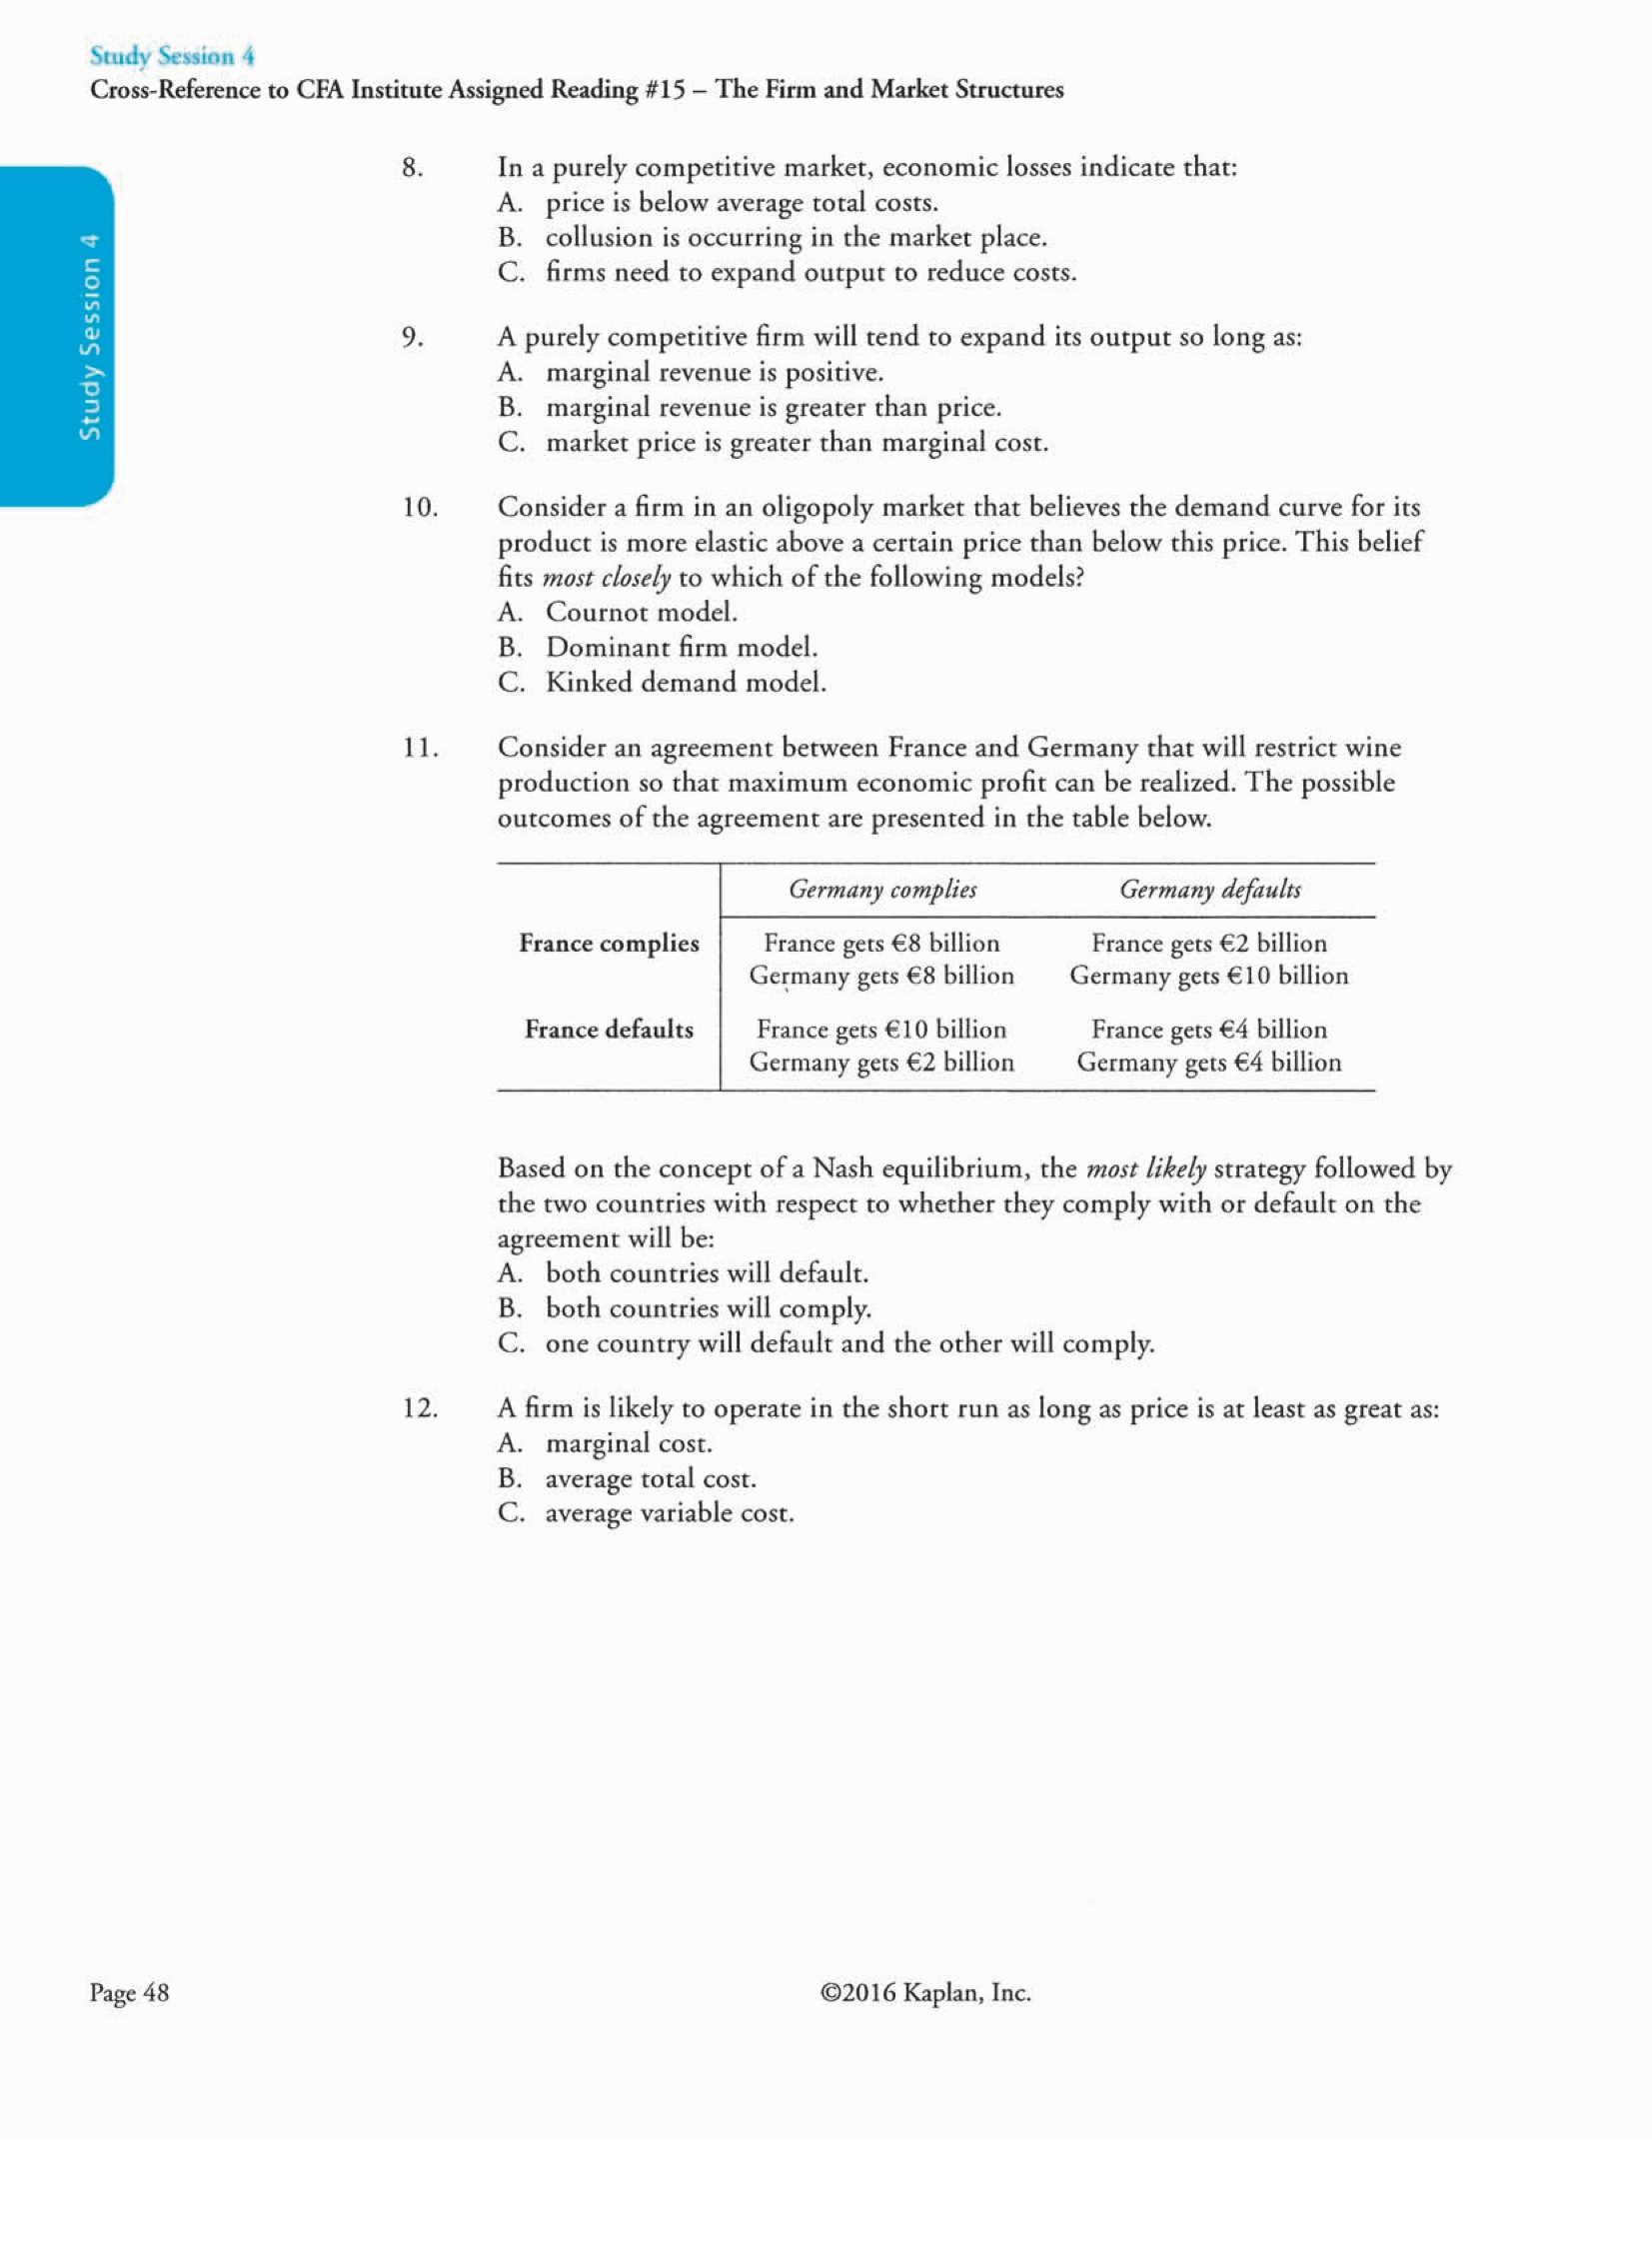 Study Session 4
Cross-Reference to CFA Institute Assigned Reading #15 – The Firm and Market Structures
Study Session 4
8. In a purely competitive market, economic losses indicate that:
A. price is below average total costs.
B. collusion is occurring in the market place.
C. firms need to expand output to reduce costs.
9. A purely competitive firm will tend to expand its output so long as:
A. marginal revenue is positive.
B. marginal revenue is greater than price.
C. market price is greater than marginal cost.
10. Consider a firm in an oligopoly market that believes the demand curve for its
product is more elastic above a certain price than below this price. This belief
fits most closely to which of the following models?
A. Cournot model.
B. Dominant firm model.
C. Kinked demand model.
11. Consider an agreement between France and Germany that will restrict wine
production so that maximum economic profit can be realized. The possible
outcomes of the agreement are presented in the table below.
Germany complies Germany defaults
France complies France gets €8 billion France gets €2 billion
Germany gets €8 billion Germany gets €10 billion
France defaults France gets €10 billion France gets €4 billion
Germany gets €2 billion Germany gets €4 billion
Based on the concept of a Nash equilibrium, the most likely strategy followed by
the two countries with respect to whether they comply with or default on the
agreement will be:
A. both countries will default.
B. both countries will comply.
C. one country will default and the other will comply.
12. A firm is likely to operate in the short run as long as price is at least as great as:
A. marginal cost.
B. average total cost.
C. average variable cost.
Page 48 ©2016 Kaplan, Inc.